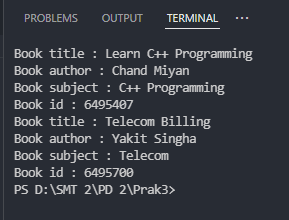 PROBLEMS OUTPUT TERMINAL ...
Book title : Learn C++ Programming
Book author : Chand Miyan
Book subject : C++ Programming
Book id : 6495407
Book title : Telecom Billing
Book author : Yakit Singha
Book subject : Telecom
Book id : 6495700
PS D:\SMT 2\PD 2\Prak3>